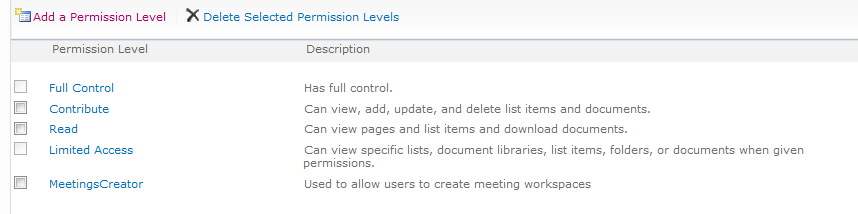 Add a Permission Level Delete Selected Permission Levels
Permission Level Description
Full Control Has full control.
Contribute Can view, add, update, and delete list items and documents.
Read Can view pages and list items and download documents.
Limited Access Can view specific lists, document libraries, list items, folders, or documents when given
permissions.
MeetingsCreator Used to allow users to create meeting workspaces